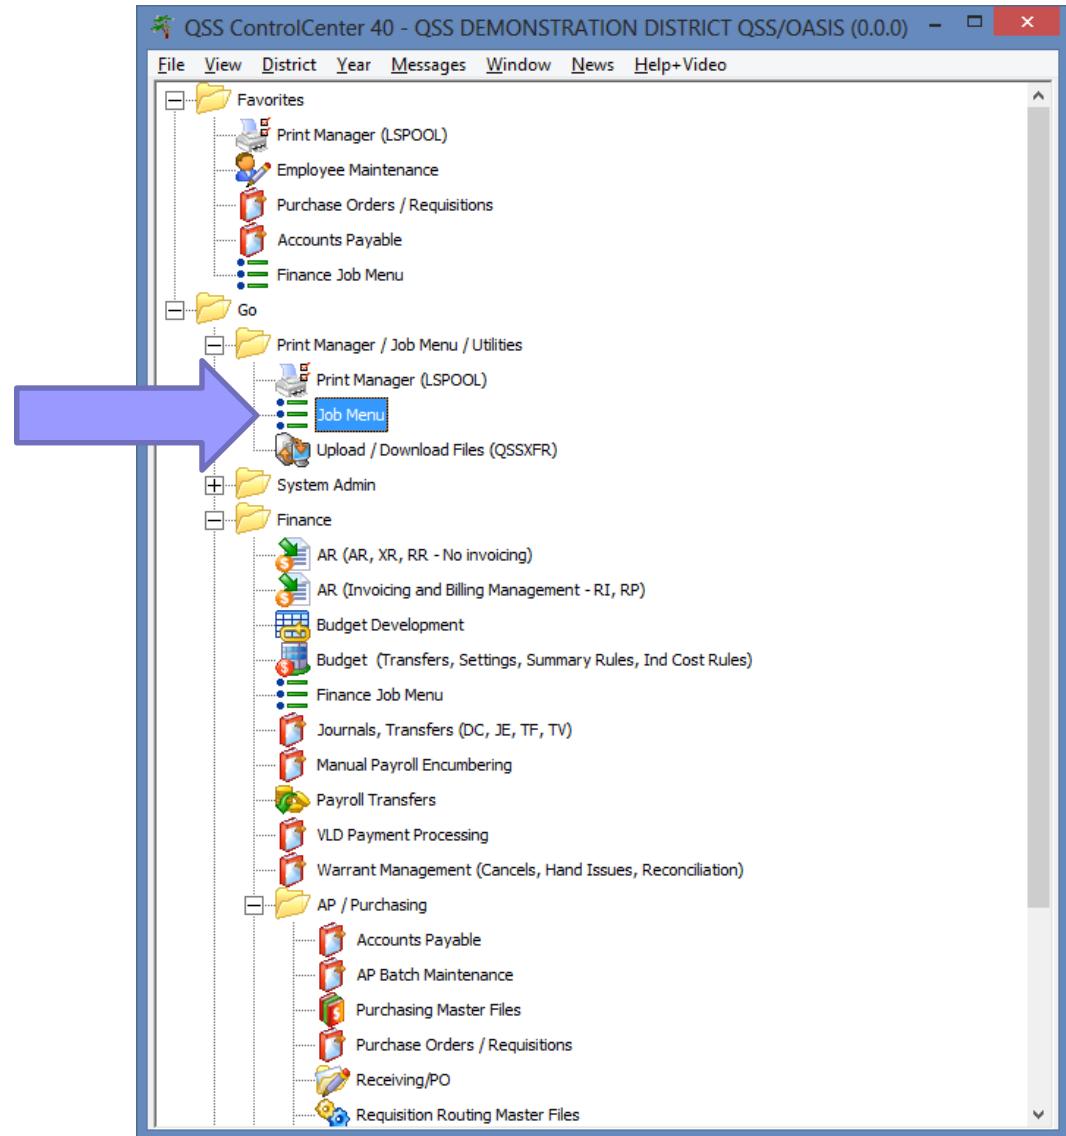 QSS ControlCenter 40 - QSS DEMONSTRATION DISTRICT QSS/OASIS (0.0.0)
File View District Year Messages Window News Help+Video
Favorites
Print Manager (LSPOOL)
Employee Maintenance
Purchase Orders / Requisitions
Accounts Payable
Finance Job Menu
Go
Print Manager / Job Menu / Utilities
Print Manager (LSPOOL)
Job Menu
Upload / Download Files (QSSXFR)
System Admin
Finance
AR (AR, XR, RR - No invoicing)
AR (Invoicing and Billing Management - RI, RP)
Budget Development
Budget (Transfers, Settings, Summary Rules, Ind Cost Rules)
Finance Job Menu
Journals, Transfers (DC, JE, TF, TV)
Manual Payroll Encumbering
Payroll Transfers
VLD Payment Processing
Warrant Management (Cancels, Hand Issues, Reconciliation)
AP / Purchasing
Accounts Payable
AP Batch Maintenance
Purchasing Master Files
Purchase Orders / Requisitions
Receiving/PO
Requisition Routing Master Files